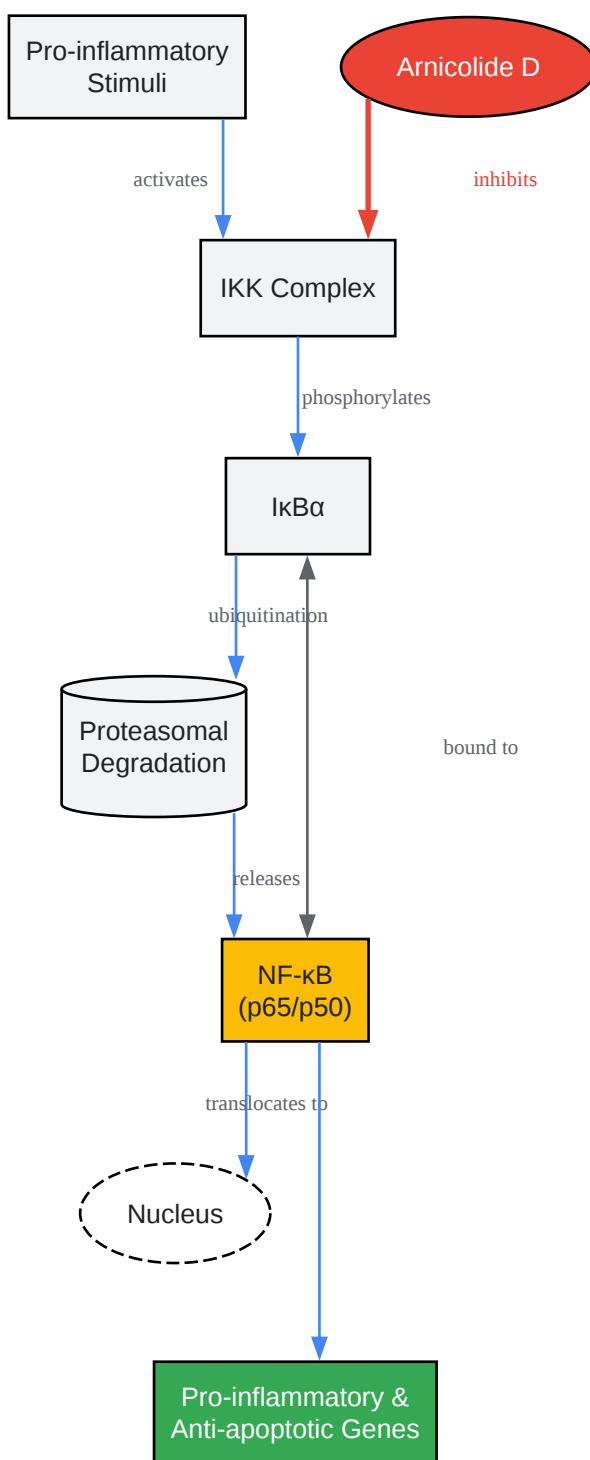 Pro-inflammatory
Stimuli
Arnicolide D
activates
inhibits
IKK Complex
phosphorylates
IκBα
ubiquitination
Proteasomal
Degradation
bound to
releases
NF-κB
(p65/p50)
translocates to
Nucleus
Pro-inflammatory &
Anti-apoptotic Genes